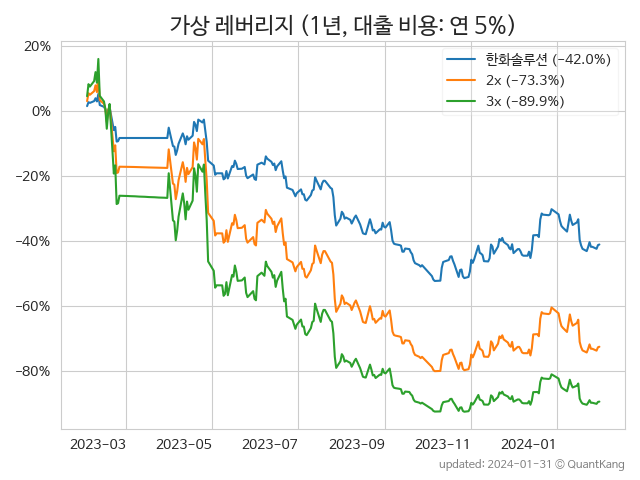 가상 레버리지 (1년, 대출 비용: 연 5%)
20%
0%
−20%
−40%
−60%
−80%
한화솔루션 (−42.0%)
2x (−73.3%)
3x (−89.9%)
2023-03 2023-05 2023-07 2023-09 2023-11 2024-01
updated: 2024-01-31 © QuantKang